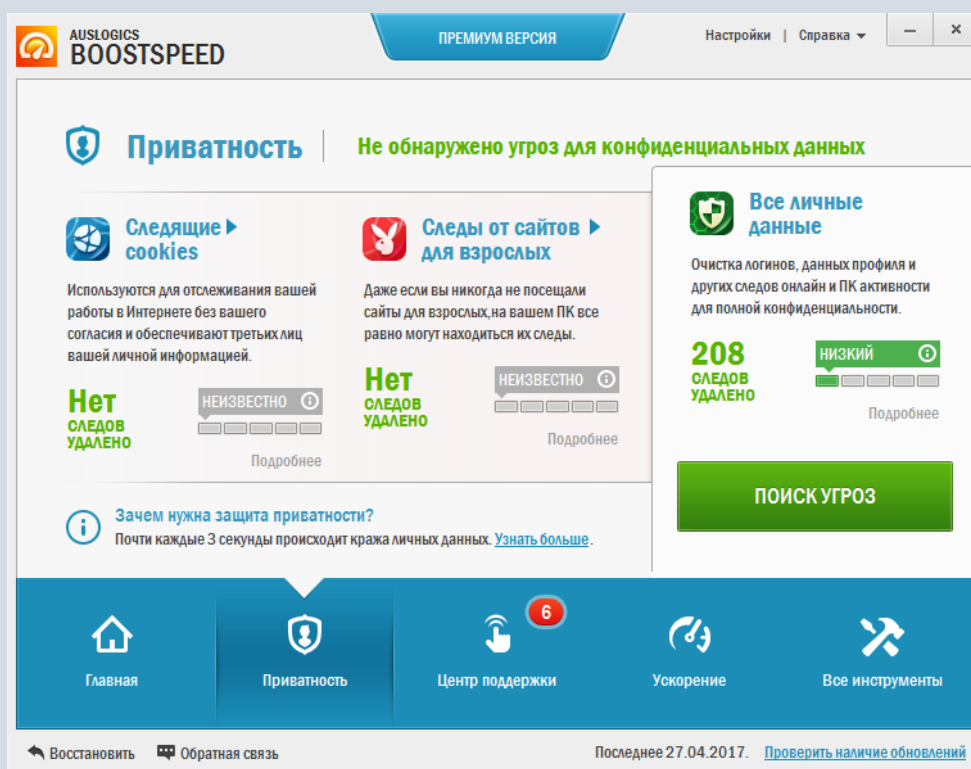 AUSLOGICS
BOOSTSPEED
ПРЕМИУМ ВЕРСИЯ
Настройки | Справка
Приватность
Не обнаружено угроз для конфиденциальных данных
Следящие
cookies
Используются для отслеживания вашей
работы в Интернете без вашего
согласия и обеспечивают третьих лиц
вашей личной информацией.
Нет
СЛЕДОВ
УДАЛЕНО
НЕИЗВЕСТНО
Подробнее
Следы от сайтов
для взрослых
Даже если вы никогда не посещали
сайты для взрослых,на вашем ПК все
равно могут находиться их следы.
Нет
СЛЕДОВ
УДАЛЕНО
НЕИЗВЕСТНО
Подробнее
Все личные
данные
Очистка логинов, данных профиля и
других следов онлайн и ПК активности
для полной конфиденциальности.
208
СЛЕДОВ
УДАЛЕНО
НИЗКИЙ
Подробнее
ПОИСК УГРОЗ
Зачем нужна защита приватности?
Почти каждые 3 секунды происходит кража личных данных. Узнать больше.
6
Главная
Приватность
Центр поддержки
Ускорение
Все инструменты
Восстановить
Обратная связь
Последнее 27.04.2017.
Проверить наличие обновлений